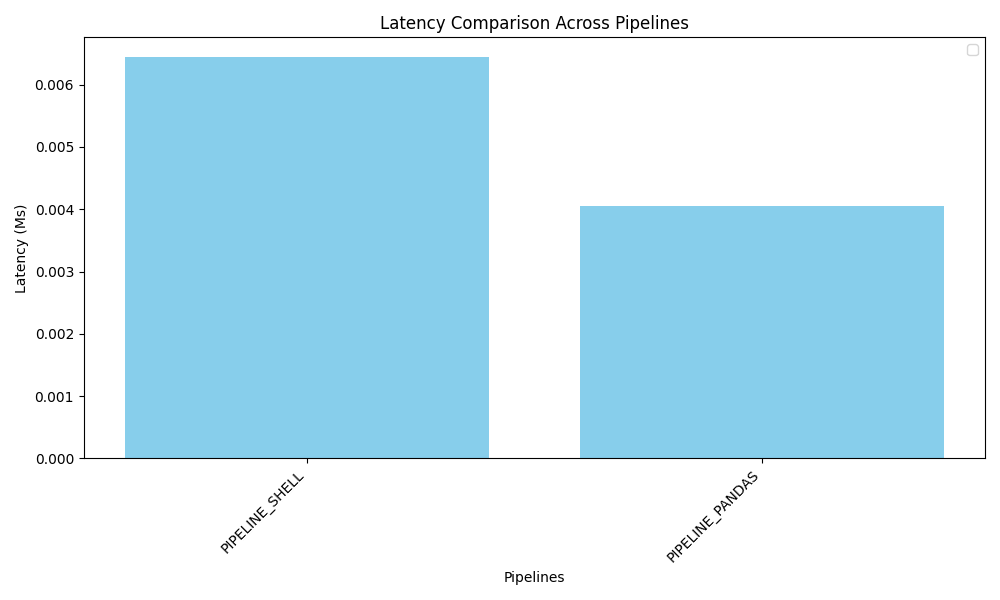 Latency Comparison Across Pipelines
Latency (Ms)
0.006
0.005
0.004
0.003
0.002
0.001
0.000
PIPELINE_SHELL
PIPELINE_PANDAS
Pipelines